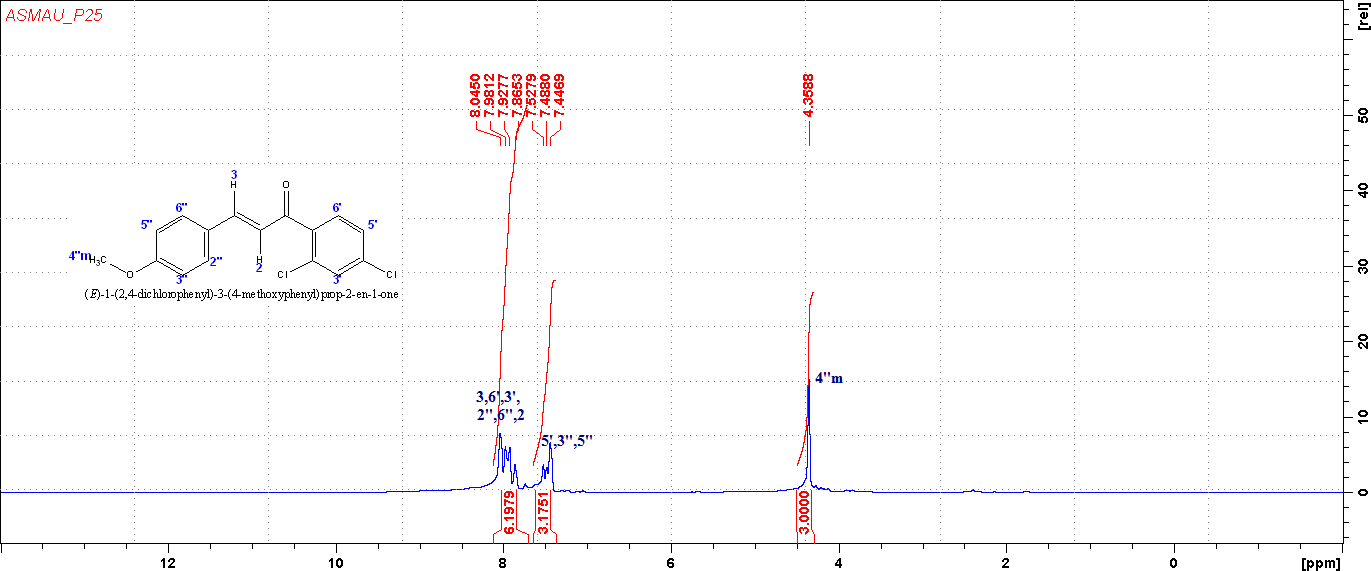 ASMAU_P25
[rel]
8.0450
7.9812
7.9277
7.8653
7.5279
7.4880
7.4469
4.3588
50
40
30
20
10
0
3
H
O
6"
6'
5"
5'
4"m
H₃C
2"
H
2
O
3"
Cl
3'
Cl
(E)-1-(2,4-dichlorophenyl)-3-(4-methoxyphenyl)prop-2-en-1-one
4"m
3,6',3',
2",6",2
5',3",5"
6.1979
3.1751
3.0000
12
10
8
6
4
2
0
[ppm]